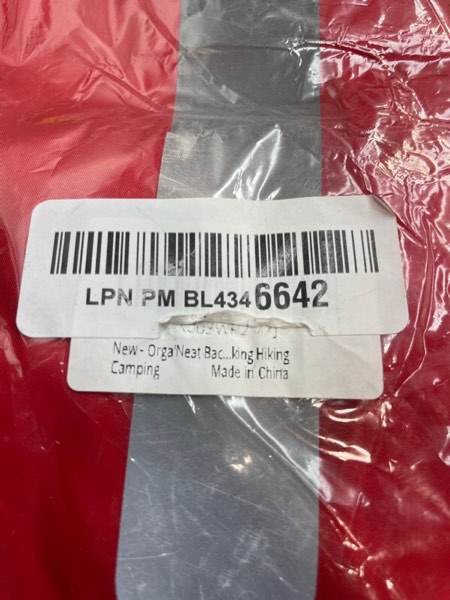 LPN PM BL4346642
New - Orga'Neat Bac...king Hiking
Camping Made in China